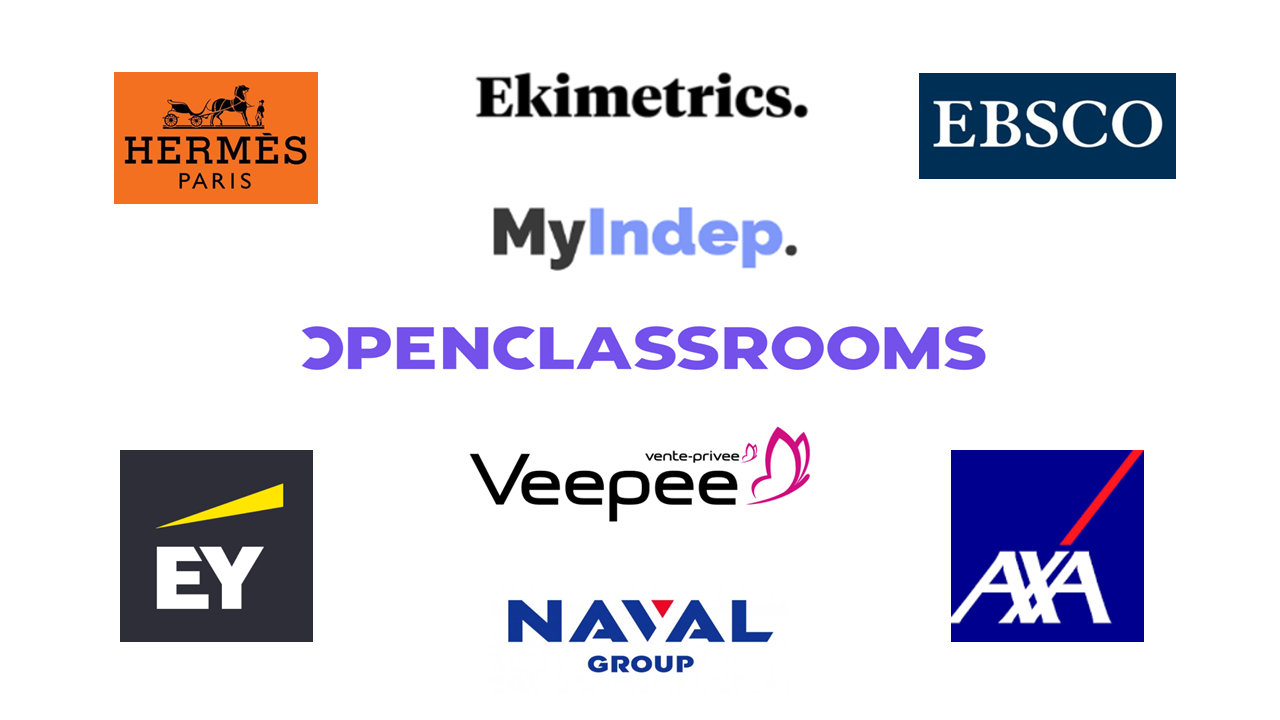 HERMÈS
PARIS
Ekimetrics.
EBSCO
MyIndep.
OPENCLASSROOMS
EY
vente-privee
Veepee
AXA
NAVAL
GROUP